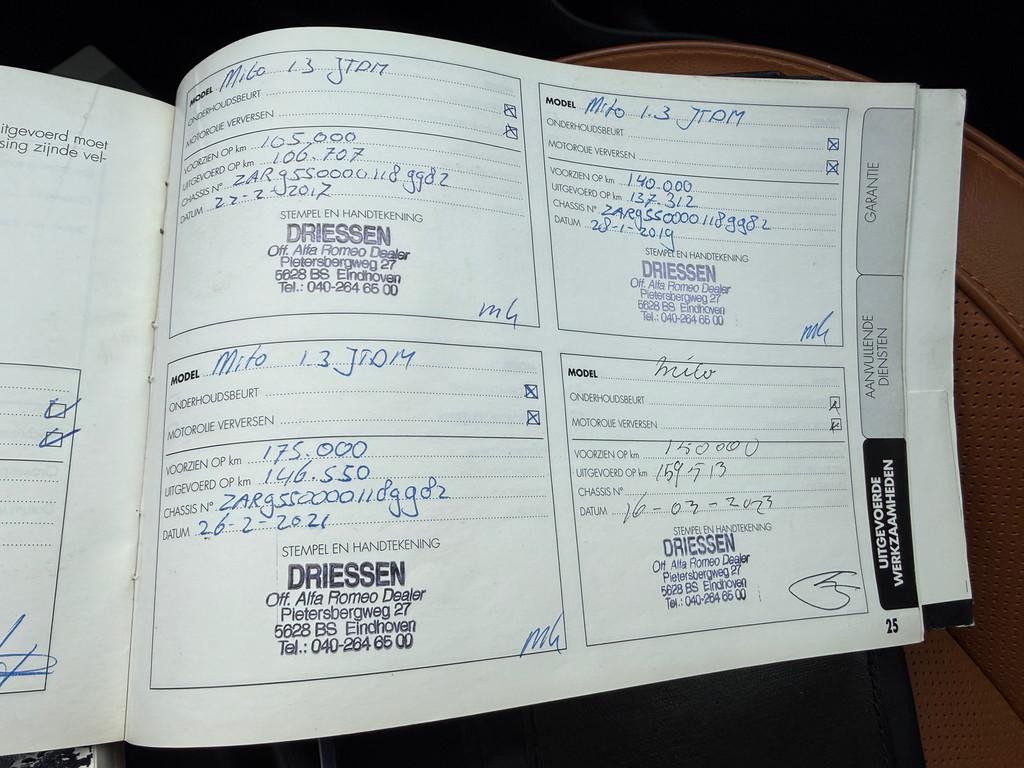 itgevoerd moet
sing zijnde vel-
MODEL Mito 1.3 JTDM
ONDERHOUDSBEURT
MOTOROLIE VERVERSEN
VOORZIEN OP km 105.000
UITGEVOERD OP km 106.707
CHASSIS N° ZAR95500000118gg82
DATUM 22-2-2017
STEMPEL EN HANDTEKENING
DRIESSEN
Off. Alfa Romeo Dealer
Pietersbergweg 27
5628 BS Eindhoven
Tel.: 040-264 65 00
MODEL Mito 1.3 JTDM
ONDERHOUDSBEURT
MOTOROLIE VERVERSEN
VOORZIEN OP km 140.000
UITGEVOERD OP km 137.312
CHASSIS N° ZAR95500000118gg82
DATUM 28-1-2019
STEMPEL EN HANDTEKENING
DRIESSEN
Off. Alfa Romeo Dealer
Pietersbergweg 27
5628 BS Eindhoven
Tel.: 040-264 65 00
MODEL Mito 1.3 JTDM
ONDERHOUDSBEURT
MOTOROLIE VERVERSEN
VOORZIEN OP km 175.000
UITGEVOERD OP km 146.550
CHASSIS N° ZAR95500000118gg82
DATUM 26-2-2021
STEMPEL EN HANDTEKENING
DRIESSEN
Off. Alfa Romeo Dealer
Pietersbergweg 27
5628 BS Eindhoven
Tel.: 040-264 65 00
MODEL Mito
ONDERHOUDSBEURT
MOTOROLIE VERVERSEN
VOORZIEN OP km 150000
UITGEVOERD OP km
CHASSIS N°
DATUM 16-03-2023
STEMPEL EN HANDTEKENING
DRIESSEN
Off. Alfa Romeo Dealer
Pietersbergweg 27
5628 BS Eindhoven
Tel.: 040-264 65 00
GARANTIE
AANVULLENDE
DIENSTEN
UITGEVOERDE
WERKZAAMHEDEN
25